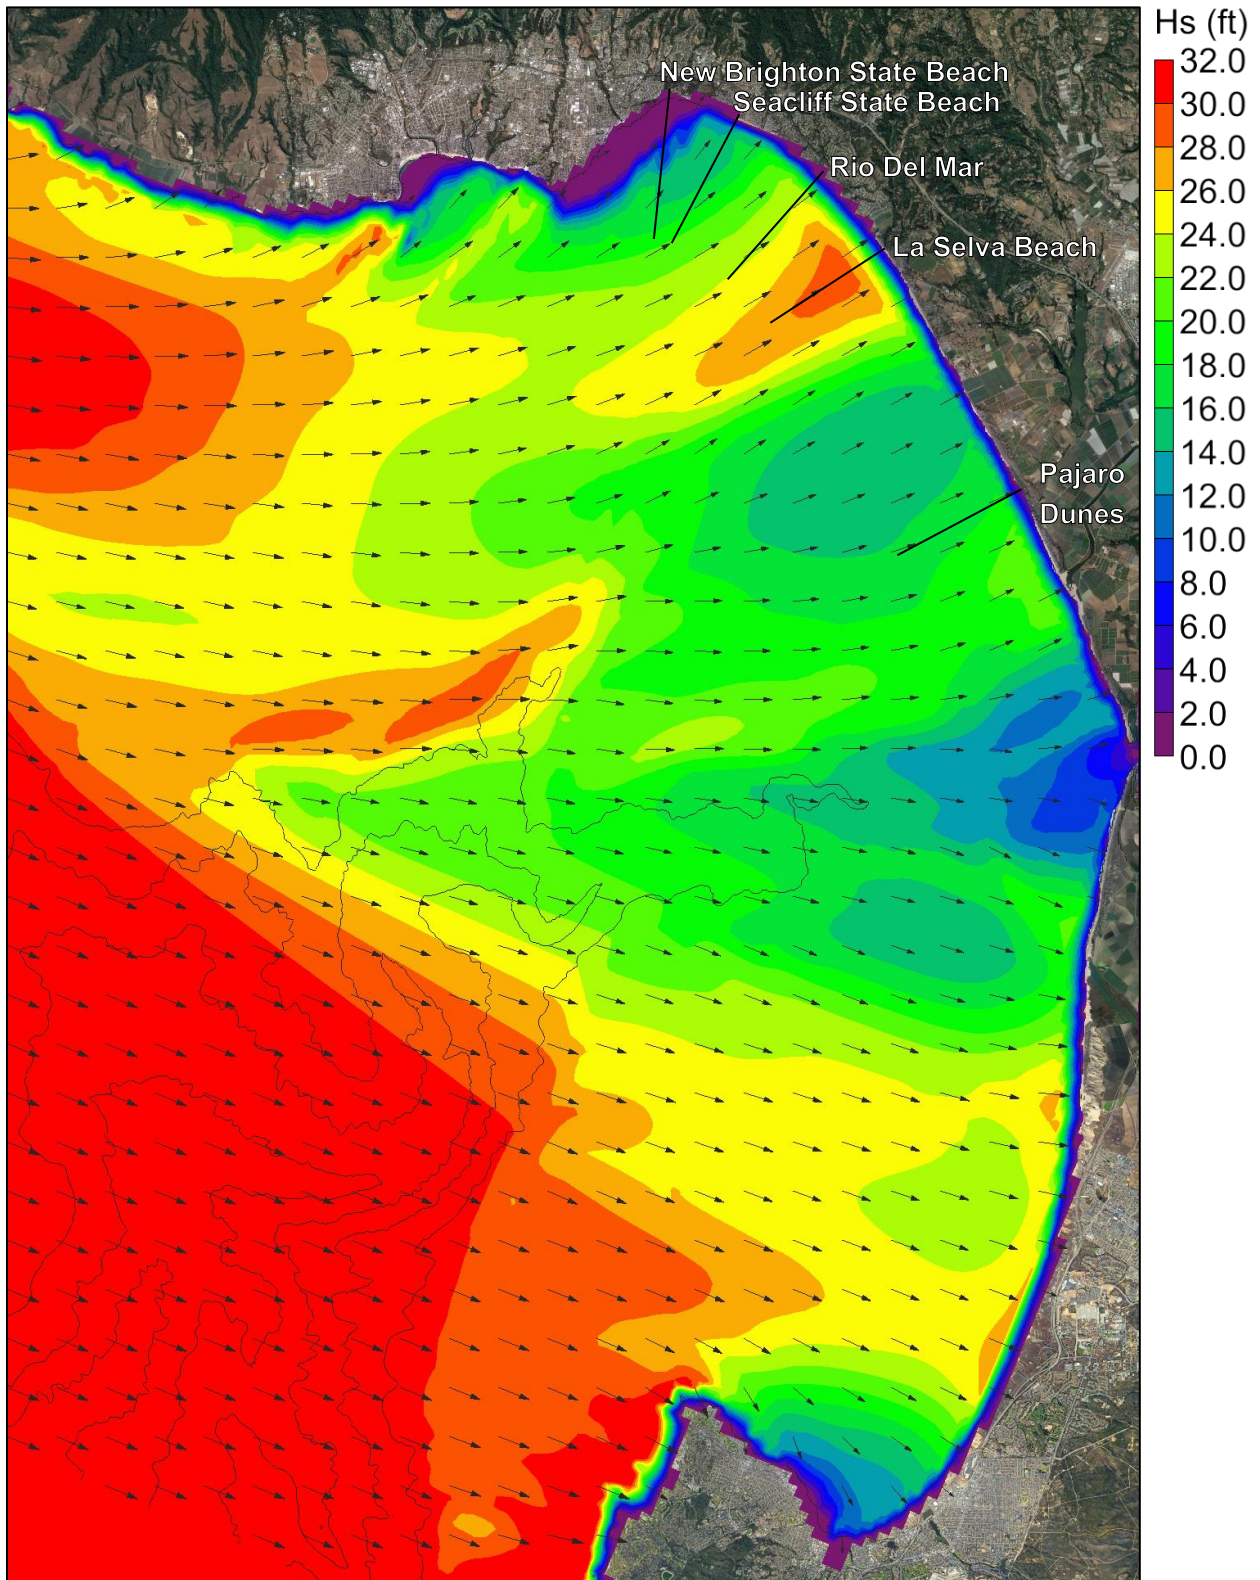 Hs (ft)
32.0
30.0
28.0
26.0
24.0
22.0
20.0
18.0
16.0
14.0
12.0
10.0
8.0
6.0
4.0
2.0
0.0
New Brighton State Beach
Seacliff State Beach
Rio Del Mar
La Selva Beach
Pajaro
Dunes